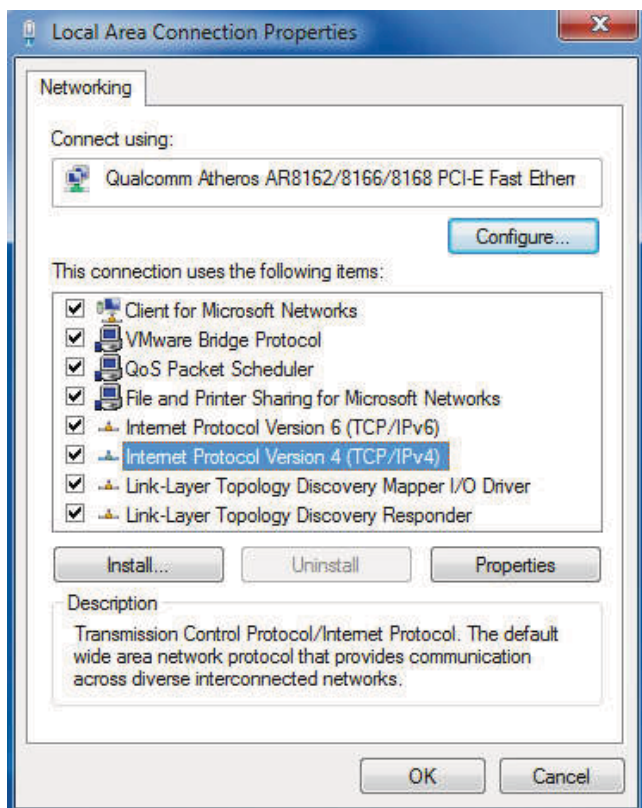 Local Area Connection Properties
Networking
Connect using:
Qualcomm Atheros AR8162/8166/8168 PCI-E Fast
Configure...
This connection uses the following items:
Client for Microsoft Networks
VMware Bridge Protocol
QoS Packet Scheduler
File and Printer Sharing for Microsoft Networks
Internet Protocol Version 6 (TCP/IPv6)
Internet Protocol Version 4 (TCP/IPv4)
Link-Layer Topology Discovery Mapper I/O Driver
Link-Layer Topology Discovery Responder
Install...
Uninstall
Properties
Description
Transmission Control Protocol/Internet Protocol. The default
wide area network protocol that provides communication
across diverse interconnected networks.
OK
Cancel